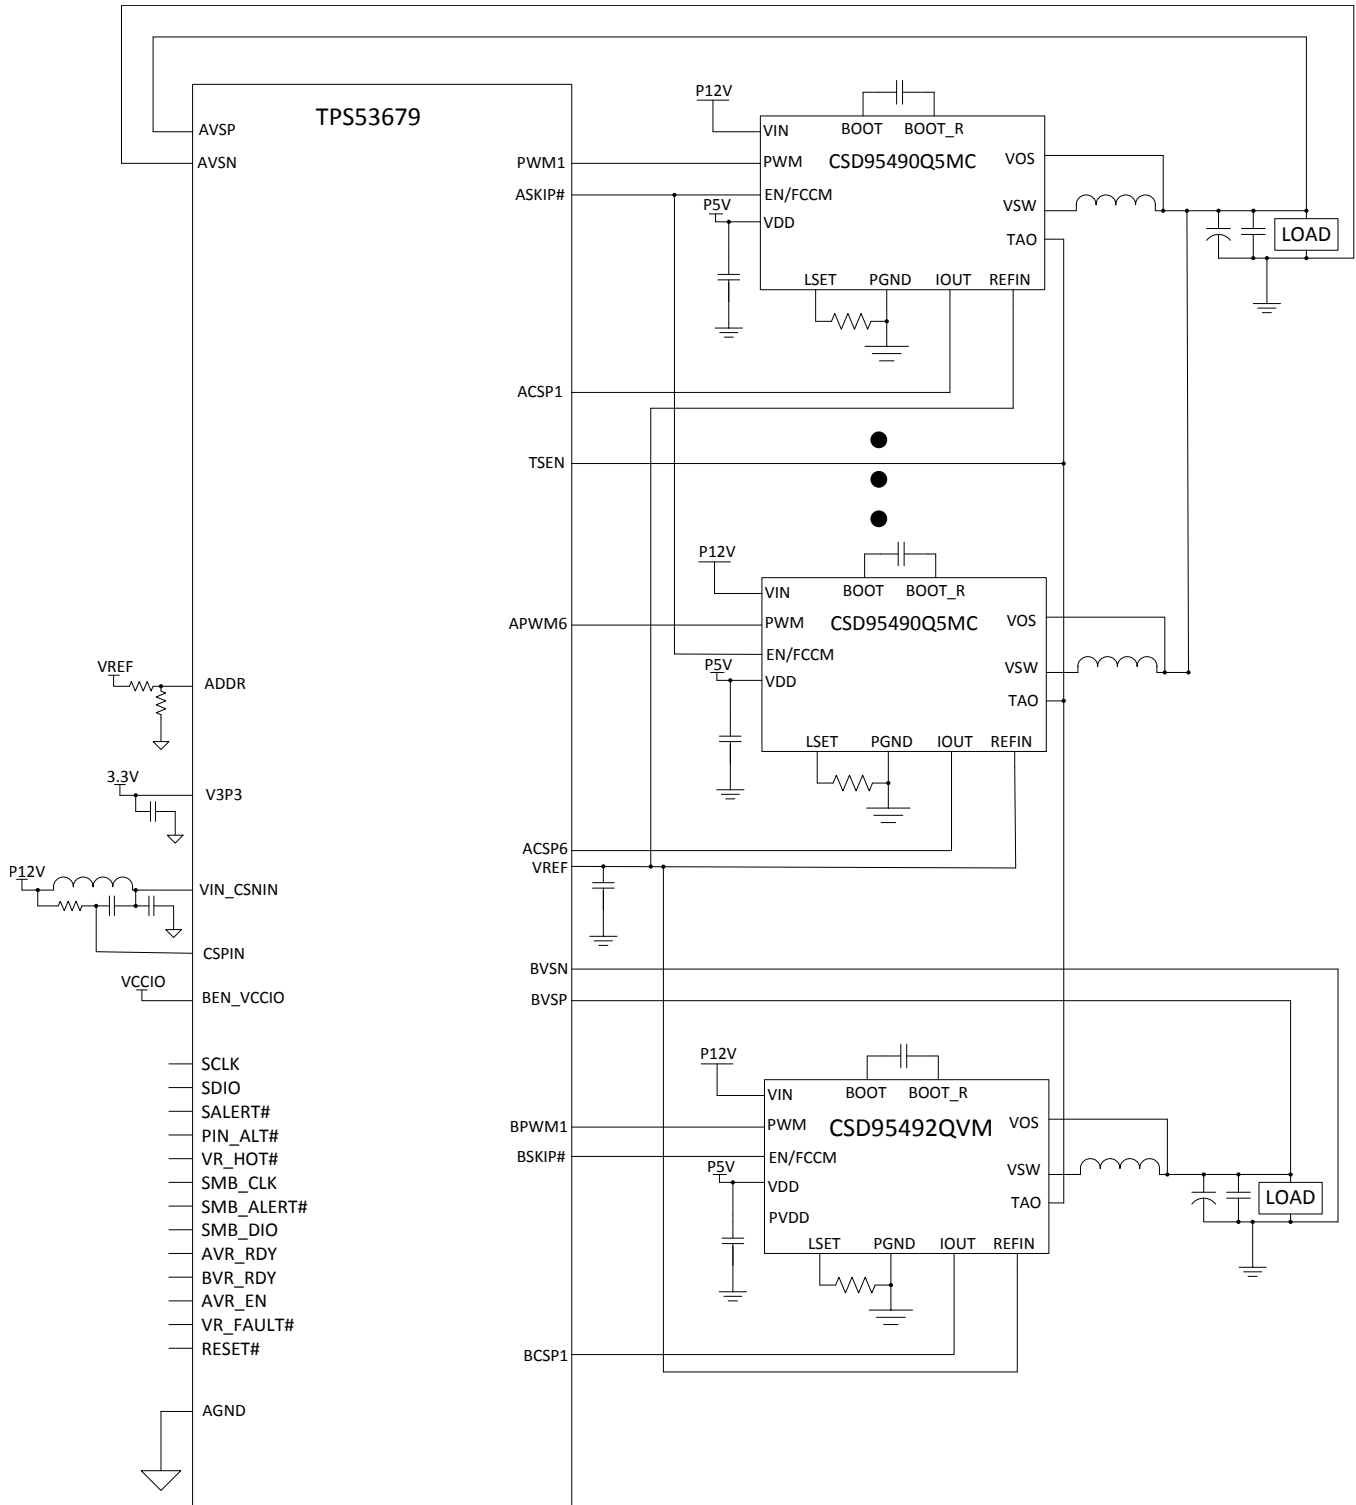 TPS53679
AVSP
AVSN
PWM1
ASKIP#
ACSP1
TSEN
APWM6
ADDR
VREF
3.3V
V3P3
P12V
VIN_CSNIN
CSPIN
VCCIO
BEN_VCCIO
SCLK
SDIO
SALERT#
PIN_ALT#
VR_HOT#
SMB_CLK
SMB_ALERT#
SMB_DIO
AVR_RDY
BVR_RDY
AVR_EN
VR_FAULT#
RESET#
AGND
ACSP6
VREF
BVSN
BVSP
BPWM1
BSKIP#
BCSP1
P12V
VIN
BOOT
BOOT_R
PWM
CSD95490Q5MC
VOS
EN/FCCM
P5V
VDD
VSW
TAO
LSET
PGND
IOUT
REFIN
LOAD
P12V
VIN
BOOT
BOOT_R
PWM
CSD95490Q5MC
VOS
EN/FCCM
P5V
VDD
VSW
TAO
LSET
PGND
IOUT
REFIN
P12V
VIN
BOOT
BOOT_R
PWM
CSD95492QVM
VOS
EN/FCCM
P5V
VDD
PVDD
VSW
TAO
LSET
PGND
IOUT
REFIN
LOAD